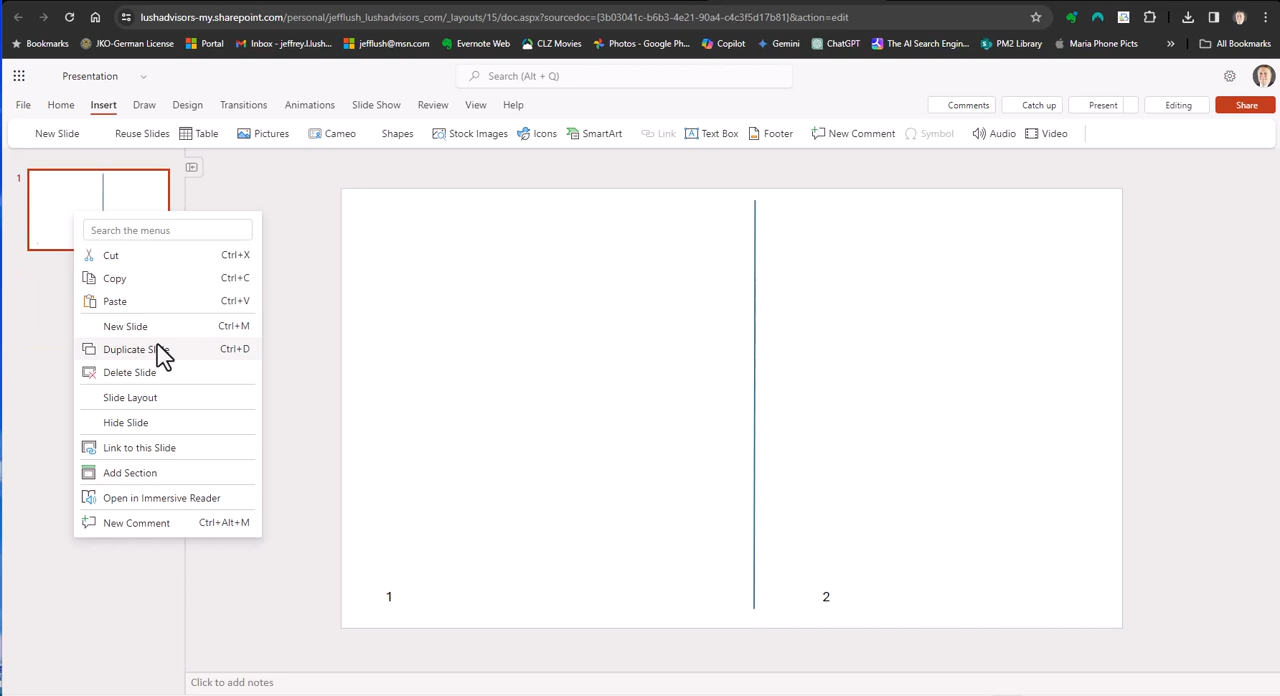 lushadvisors-my.sharepoint.com/personal/jefflush_lushadvisors_com/_layouts/15/doc.aspx?sourcedoc={3b03041c-b6b3-4e21-90a4-c4c3f5d17b81}&action=edit
Bookmarks JKO-German License Portal Inbox - jeffrey.l.lush... jeflush@msn.com Evernote Web CLZ Movies Photos - Google Ph... Copilot Gemini ChatGPT The AI Search Engin... PM2 Library Maria Phone Picts » All Bookmarks
Presentation Search (Alt + Q)
File Home Insert Draw Design Transitions Animations Slide Show Review View Help Comments Catch up Present Editing Share
New Slide Reuse Slides Table Pictures Cameo Shapes Stock Images Icons SmartArt Link Text Box Footer New Comment Symbol Audio Video
1
Search the menus
Cut Ctrl+X
Copy Ctrl+C
Paste Ctrl+V
New Slide Ctrl+M
Duplicate Slide Ctrl+D
Delete Slide
Slide Layout
Hide Slide
Link to this Slide
Add Section
Open in Immersive Reader
New Comment Ctrl+Alt+M
1 2
Click to add notes